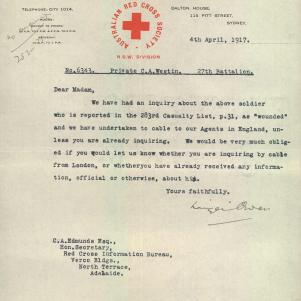 TELEPHONE, CITY 1014.
AUSTRALIAN RED CROSS SOCIETY
N.S.W. DIVISION
DALTON HOUSE,
115 PITT STREET,
SYDNEY.
4th April, 1917.
No.6343. Private C.A.Westin. 27th Battalion.
Dear Madam,
We have had an inquiry about the above soldier
who is reported in the 283rd Casualty List, p.31, as "wounded"
and we have undertaken to cable to our Agents in England, un-
less you are already inquiring. We would be very much oblig-
ed if you would let us know whether you are inquiring by cable
from London, or whetheryou have already received any informa-
tion, official or otherwise, about him.
Yours faithfully.
C.A.Edmunds Esq.,
Hon.Secretary,
Red Cross Information Bureau,
Verco Bldgs.,
North Terrace,
Adelaide.